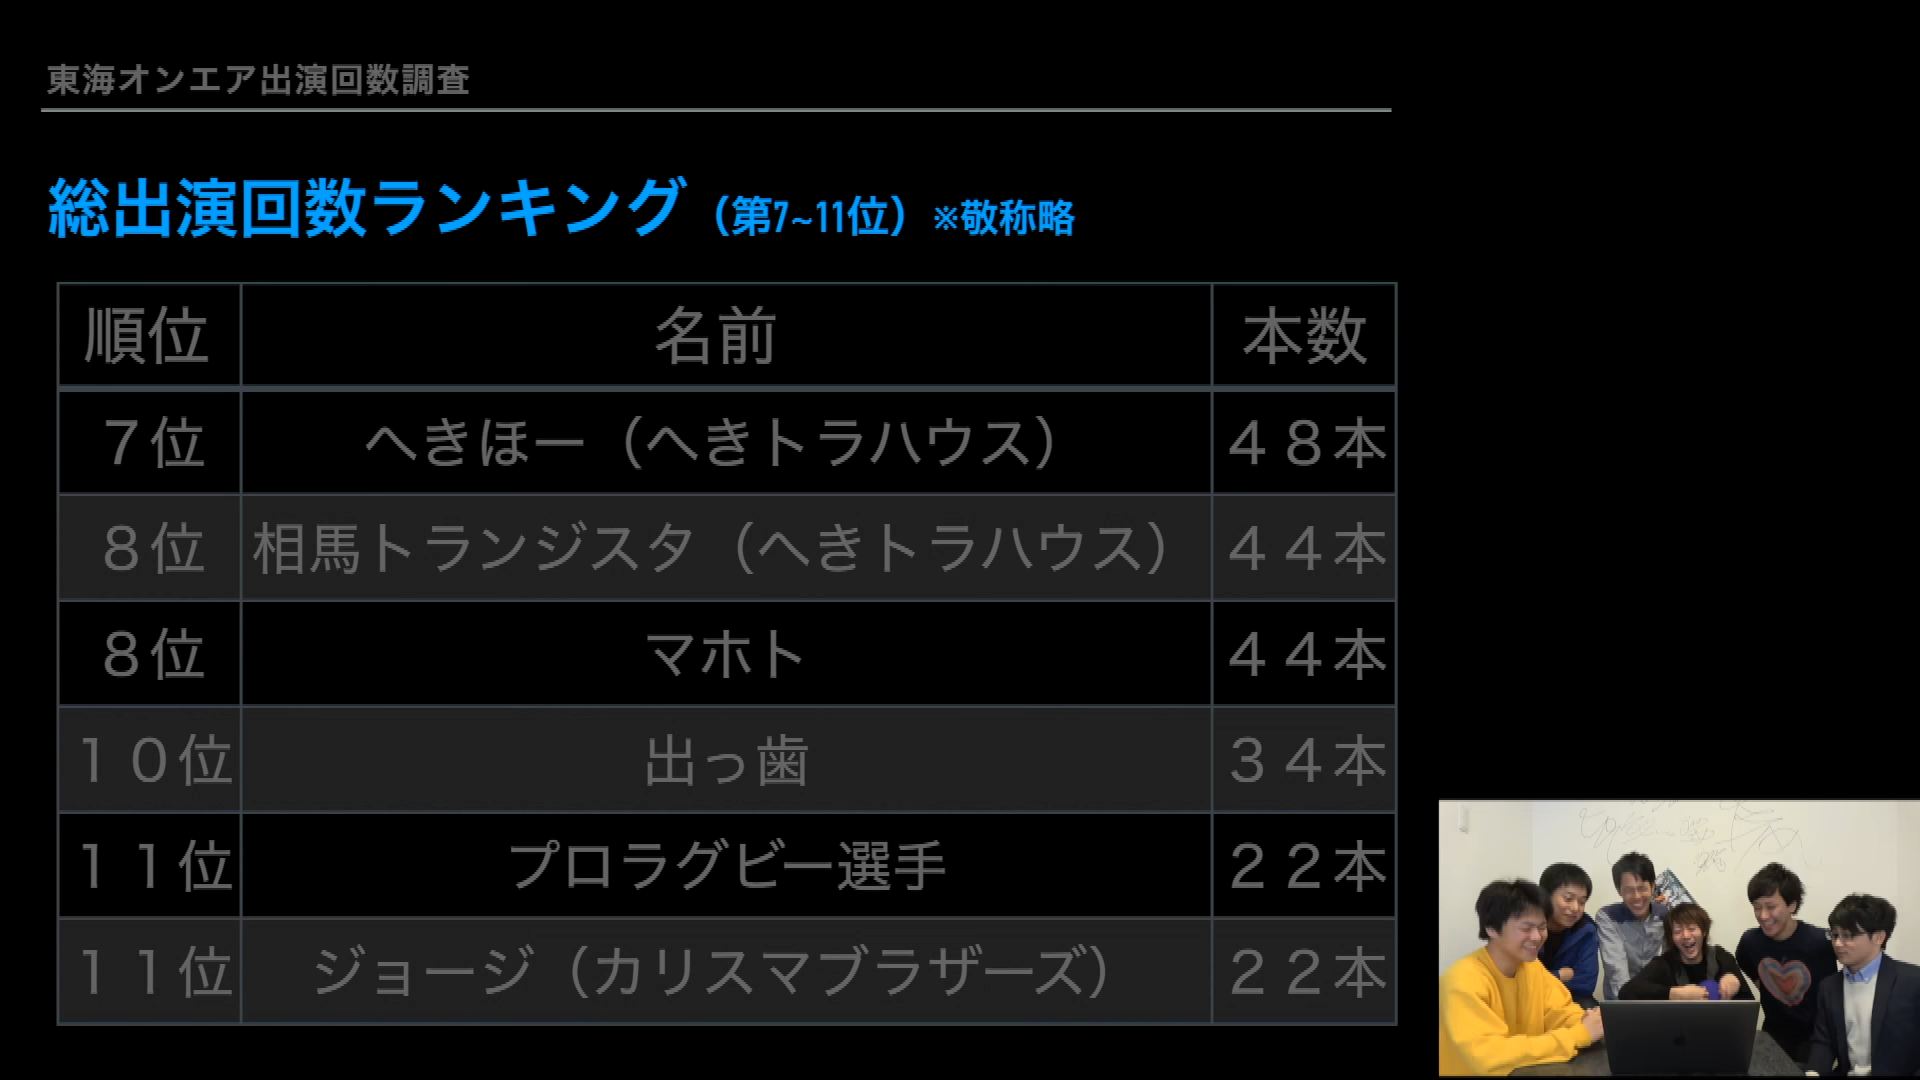 東海オンエア出演回数調査
総出演回数ランキング（第7~11位）※敬称略
順位 名前 本数
７位 へきほー（へきトラハウス） ４８本
８位 相馬トランジスタ（へきトラハウス） ４４本
８位 マホト ４４本
１０位 出っ歯 ３４本
１１位 プロラグビー選手 ２２本
１１位 ジョージ（カリスマブラザーズ） ２２本